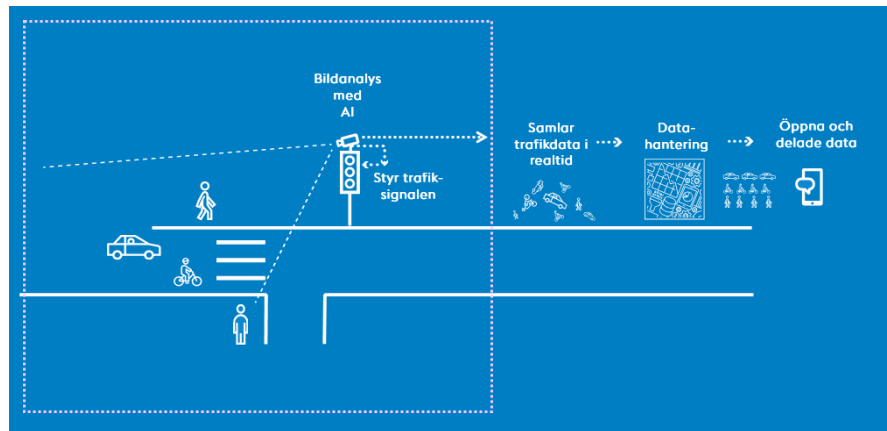 Bildanalys
med
AI
Styr trafik-
signalen
Samlar
trafikdata i
realtid
Data-
hantering
Öppna och
delade data